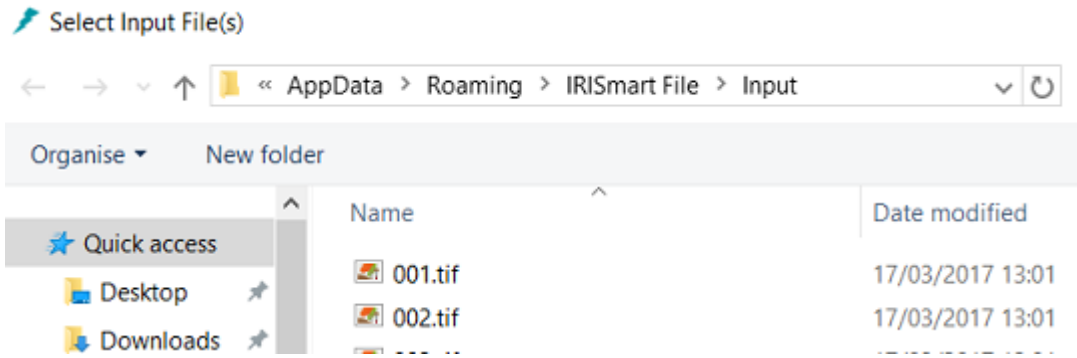 Select Input File(s)
« AppData > Roaming > IRISmart File > Input
Organise New folder
Name Date modified
Quick access
001.tif 17/03/2017 13:01
Desktop
002.tif 17/03/2017 13:01
Downloads